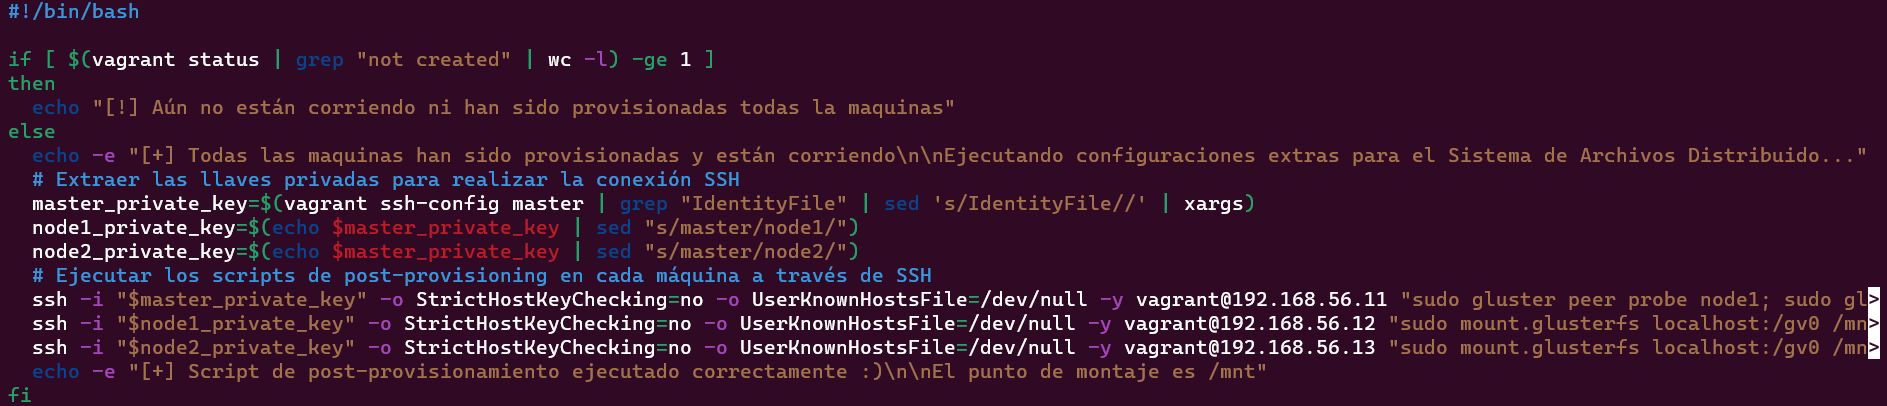 #!/bin/bash
if [ $(vagrant status | grep "not created" | wc -l) -ge 1 ]
then
  echo "[!] Aún no están corriendo ni han sido provisionadas todas la maquinas"
else
  echo -e "[+] Todas las maquinas han sido provisionadas y están corriendo\n\nEjecutando configuraciones extras para el Sistema de Archivos Distribuido..."
  # Extraer las llaves privadas para realizar la conexión SSH
  master_private_key=$(vagrant ssh-config master | grep "IdentityFile" | sed 's/IdentityFile//' | xargs)
  node1_private_key=$(echo $master_private_key | sed "s/master/node1/")
  node2_private_key=$(echo $master_private_key | sed "s/master/node2/")
  # Ejecutar los scripts de post-provisioning en cada máquina a través de SSH
  ssh -i "$master_private_key" -o StrictHostKeyChecking=no -o UserKnownHostsFile=/dev/null -y vagrant@192.168.56.11 "sudo gluster peer probe node1; sudo gl>
  ssh -i "$node1_private_key" -o StrictHostKeyChecking=no -o UserKnownHostsFile=/dev/null -y vagrant@192.168.56.12 "sudo mount.glusterfs localhost:/gv0 /mn>
  ssh -i "$node2_private_key" -o StrictHostKeyChecking=no -o UserKnownHostsFile=/dev/null -y vagrant@192.168.56.13 "sudo mount.glusterfs localhost:/gv0 /mn>
  echo -e "[+] Script de post-provisionamiento ejecutado correctamente :)\n\nEl punto de montaje es /mnt"
fi